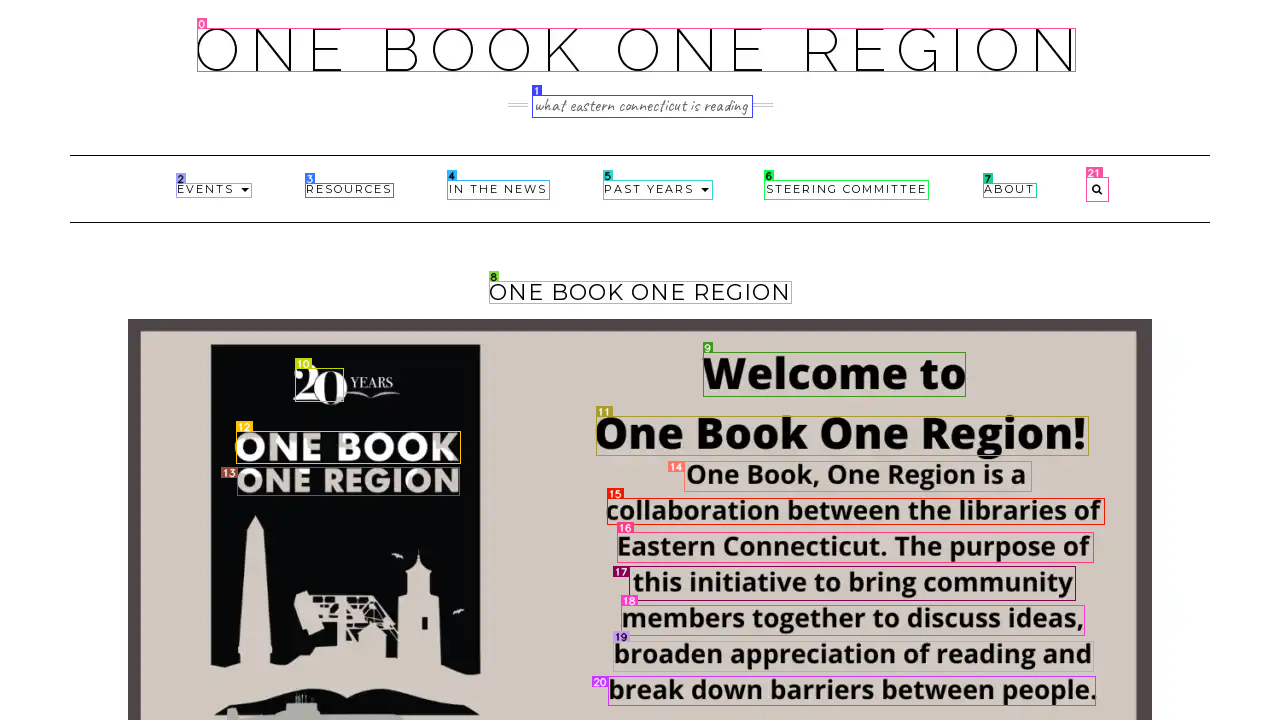 ONE BOOK ONE REGION
what eastern connecticut is reading
EVENTS RESOURCES IN THE NEWS PAST YEARS STEERING COMMITTEE ABOUT
ONE BOOK ONE REGION
20 YEARS
ONE BOOK
ONE REGION
Welcome to
One Book One Region!
One Book, One Region is a
collaboration between the libraries of
Eastern Connecticut. The purpose of
this initiative to bring community
members together to discuss ideas,
broaden appreciation of reading and
break down barriers between people.